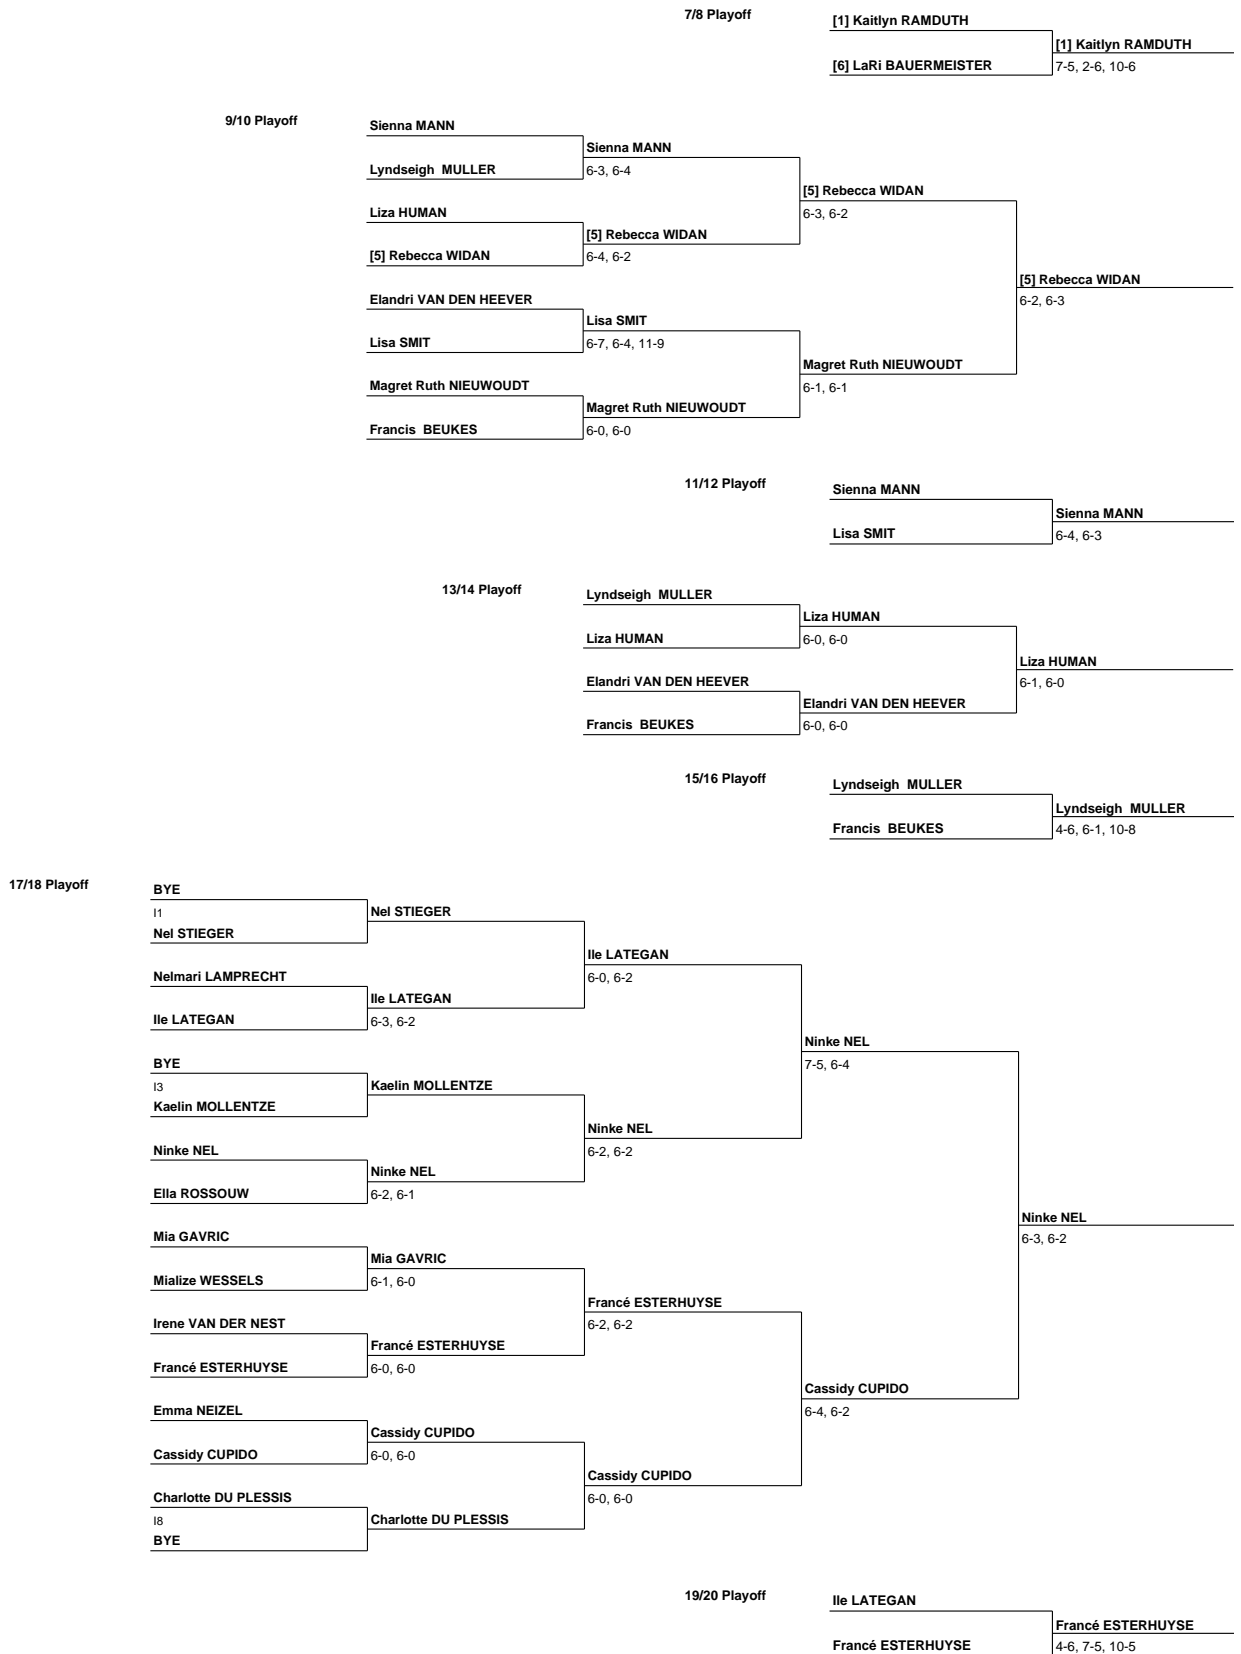 7/8 Playoff
[1] Kaitlyn RAMDUTH
[1] Kaitlyn RAMDUTH
[6] LaRi BAUERMEISTER
7-5, 2-6, 10-6
9/10 Playoff
Sienna MANN
Sienna MANN
Lyndseigh MULLER
6-3, 6-4
[5] Rebecca WIDAN
Liza HUMAN
6-3, 6-2
[5] Rebecca WIDAN
[5] Rebecca WIDAN
6-4, 6-2
[5] Rebecca WIDAN
Elandri VAN DEN HEEVER
6-2, 6-3
Lisa SMIT
Lisa SMIT
6-7, 6-4, 11-9
Magret Ruth NIEUWOUDT
Magret Ruth NIEUWOUDT
6-1, 6-1
Magret Ruth NIEUWOUDT
Francis BEUKES
6-0, 6-0
11/12 Playoff
Sienna MANN
Sienna MANN
Lisa SMIT
6-4, 6-3
13/14 Playoff
Lyndseigh MULLER
Liza HUMAN
Liza HUMAN
6-0, 6-0
Liza HUMAN
Elandri VAN DEN HEEVER
6-1, 6-0
Elandri VAN DEN HEEVER
Francis BEUKES
6-0, 6-0
15/16 Playoff
Lyndseigh MULLER
Lyndseigh MULLER
Francis BEUKES
4-6, 6-1, 10-8
17/18 Playoff
BYE
I1
Nel STIEGER
Nel STIEGER
Ile LATEGAN
Nelmari LAMPRECHT
6-0, 6-2
Ile LATEGAN
Ile LATEGAN
6-3, 6-2
Ninke NEL
BYE
7-5, 6-4
I3
Kaelin MOLLENTZE
Kaelin MOLLENTZE
Ninke NEL
Ninke NEL
6-2, 6-2
Ninke NEL
Ella ROSSOUW
6-2, 6-1
Ninke NEL
Mia GAVRIC
6-3, 6-2
Mia GAVRIC
Mialize WESSELS
6-1, 6-0
Francé ESTERHUYSE
Irene VAN DER NEST
6-2, 6-2
Francé ESTERHUYSE
Francé ESTERHUYSE
6-0, 6-0
Cassidy CUPIDO
Emma NEIZEL
6-4, 6-2
Cassidy CUPIDO
Cassidy CUPIDO
6-0, 6-0
Cassidy CUPIDO
Charlotte DU PLESSIS
6-0, 6-0
I8
Charlotte DU PLESSIS
BYE
19/20 Playoff
Ile LATEGAN
Francé ESTERHUYSE
Francé ESTERHUYSE
4-6, 7-5, 10-5